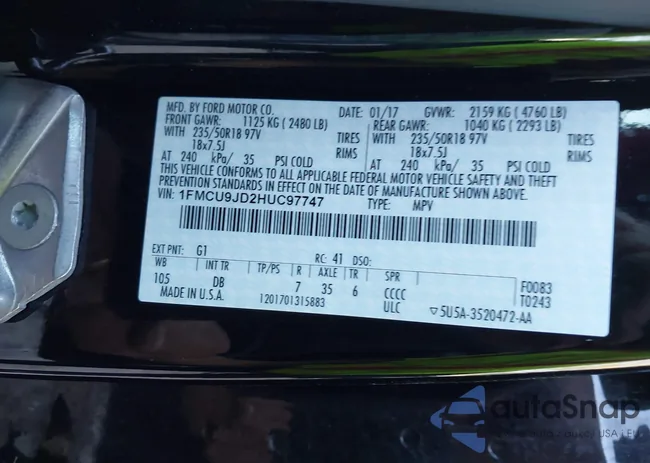 MFD. BY FORD MOTOR CO. DATE: 01/17 GVWR: 2159 KG ( 4760 LB)
FRONT GAWR: 1125 KG ( 2480 LB) REAR GAWR: 1040 KG ( 2293 LB)
WITH 235/50R18 97V TIRES WITH 235/50R18 97V TIRES
18x7.5J RIMS 18x7.5J RIMS
AT 240 kPa/ 35 PSI COLD AT 240 kPa/ 35 PSI COLD
THIS VEHICLE CONFORMS TO ALL APPLICABLE FEDERAL MOTOR VEHICLE SAFETY AND THEFT
PREVENTION STANDARDS IN EFFECT ON THE DATE OF MANUFACTURE SHOWN ABOVE.
VIN: 1FMCU9JD2HUC97747 TYPE: MPV
EXT PNT: G1 RC: 41 DSO:
WB INT TR TP/PS R AXLE TR SPR F0083
105 DB 7 35 6 CCCC T0243
MADE IN U.S.A. 1201701315883 ULC ▽5U5A-3520472-AA
autaSnap